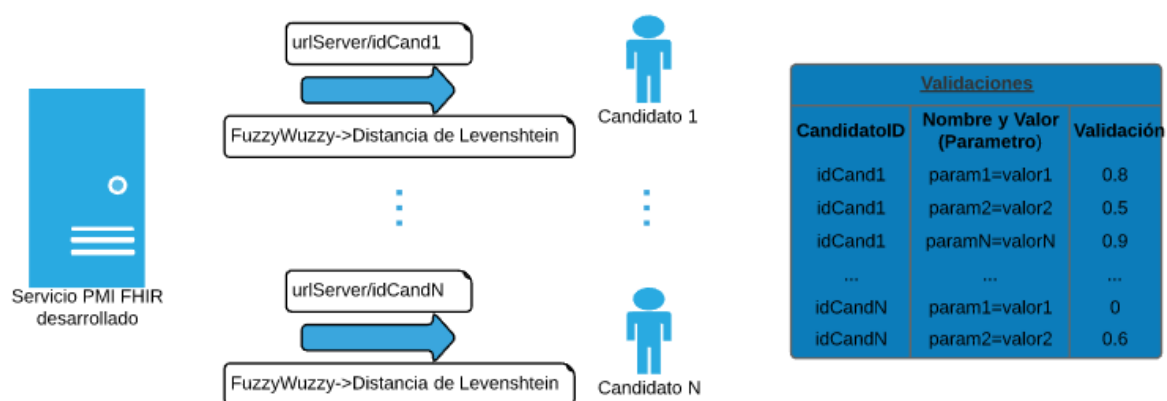 urlServer/idCand1
FuzzyWuzzy->Distancia de Levenshtein
Candidato 1
Servicio PMI FHIR
desarrollado
urlServer/idCandN
FuzzyWuzzy->Distancia de Levenshtein
Candidato N
Validaciones
CandidatoID Nombre y Valor (Parametro) Validación
idCand1 param1=valor1 0.8
idCand1 param2=valor2 0.5
idCand1 paramN=valorN 0.9
... ... ...
idCandN param1=valor1 0
idCandN param2=valor2 0.6